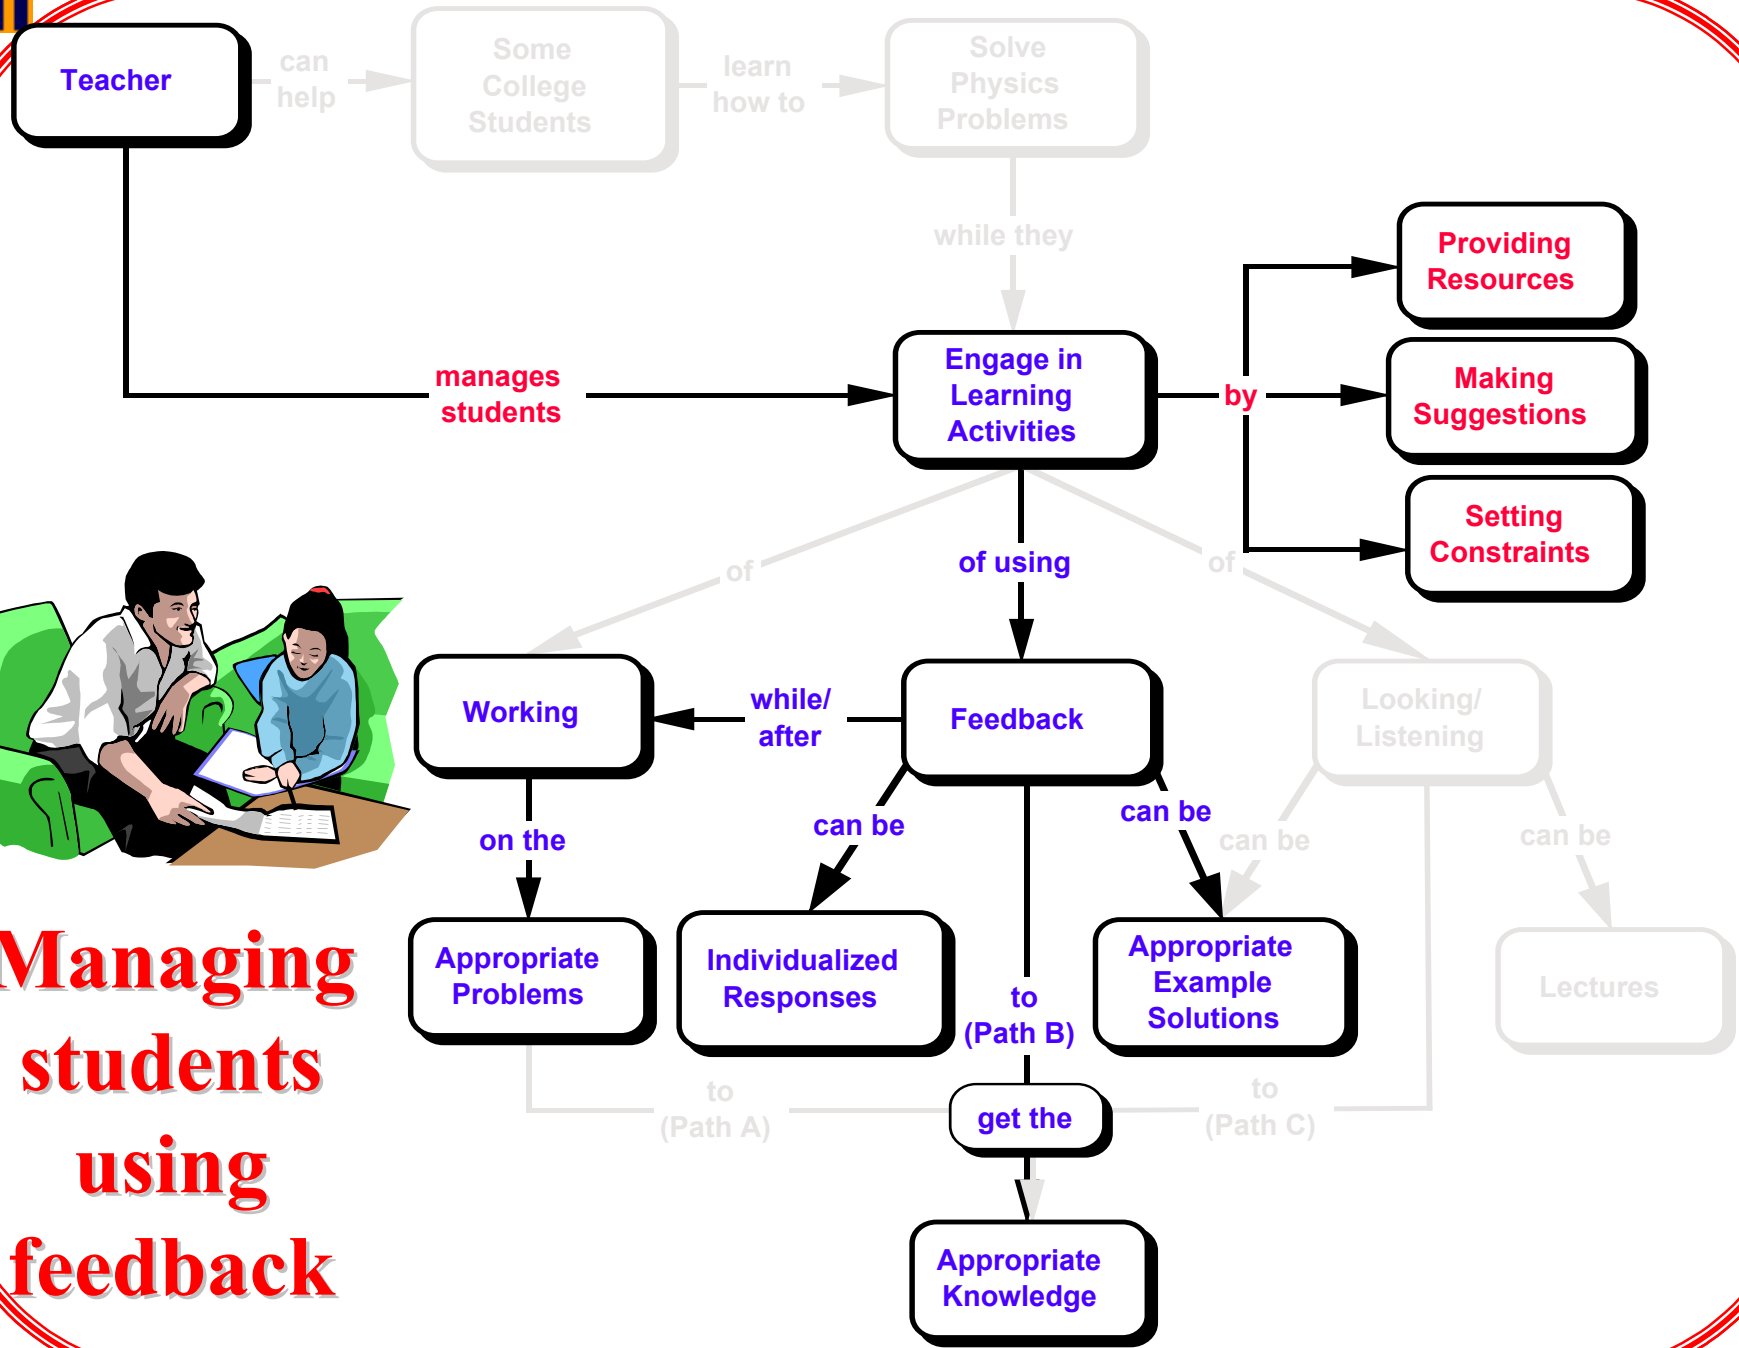 Teacher
can
help
Some
College
Students
learn
how to
Solve
Physics
Problems
while they
Providing
Resources
manages
students
Engage in
Learning
Activities
by
Making
Suggestions
Setting
Constraints
of
of using
of
Working
while/
after
Feedback
Looking/
Listening
on the
can be
can be
can be
can be
Appropriate
Problems
Individualized
Responses
to
(Path B)
Appropriate
Example
Solutions
Lectures
to
(Path A)
get the
to
(Path C)
Appropriate
Knowledge
Managing
students
using
feedback